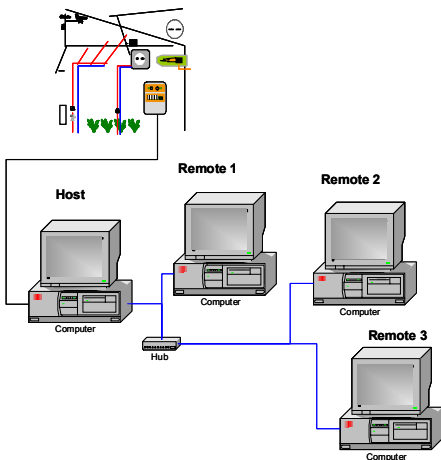 Host
Remote 1
Remote 2
Computer
Computer
Computer
Hub
Remote 3
Computer